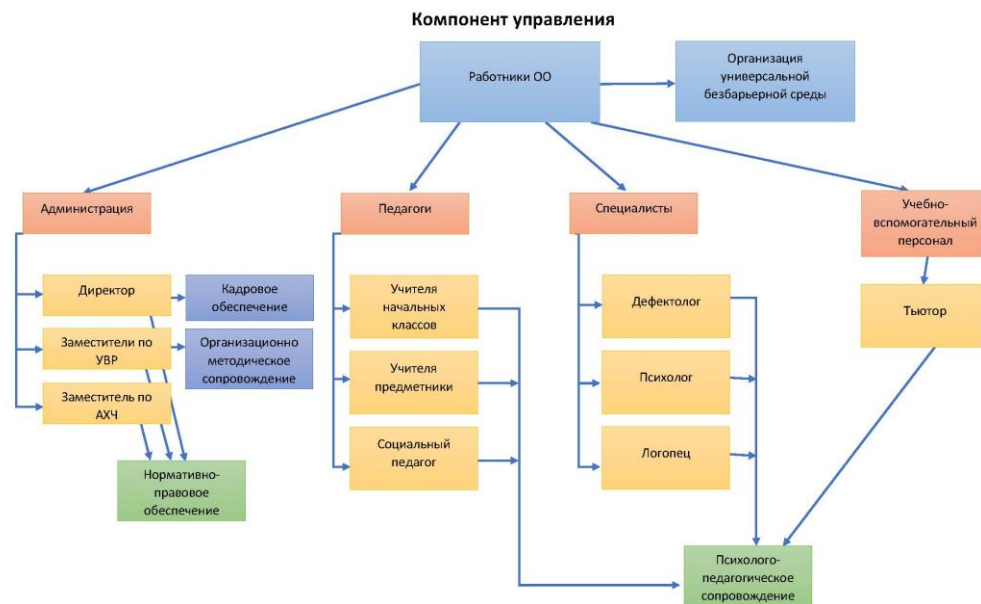 Компонент управления
Работники ОО
Организация
универсальной
безбарьерной среды
Администрация
Педагоги
Специалисты
Учебно-
вспомогательный
персонал
Директор
Кадровое
обеспечение
Заместители по
УВР
Организационно
методическое
сопровождение
Заместитель по
АХЧ
Нормативно-
правовое
обеспечение
Учителя
начальных
классов
Учителя
предметники
Социальный
педагог
Дефектолог
Психолог
Логопец
Тьютор
Психолого-
педагогическое
сопровождение